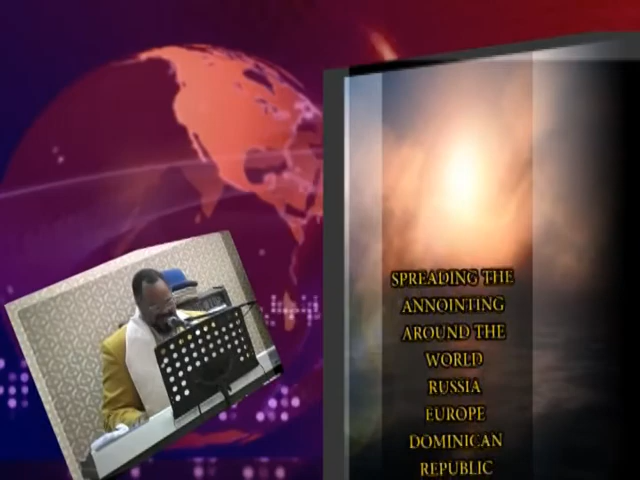 SPREADING THE
ANNOINTING
AROUND THE
WORLD
RUSSIA
EUROPE
DOMINICAN
REPUBLIC